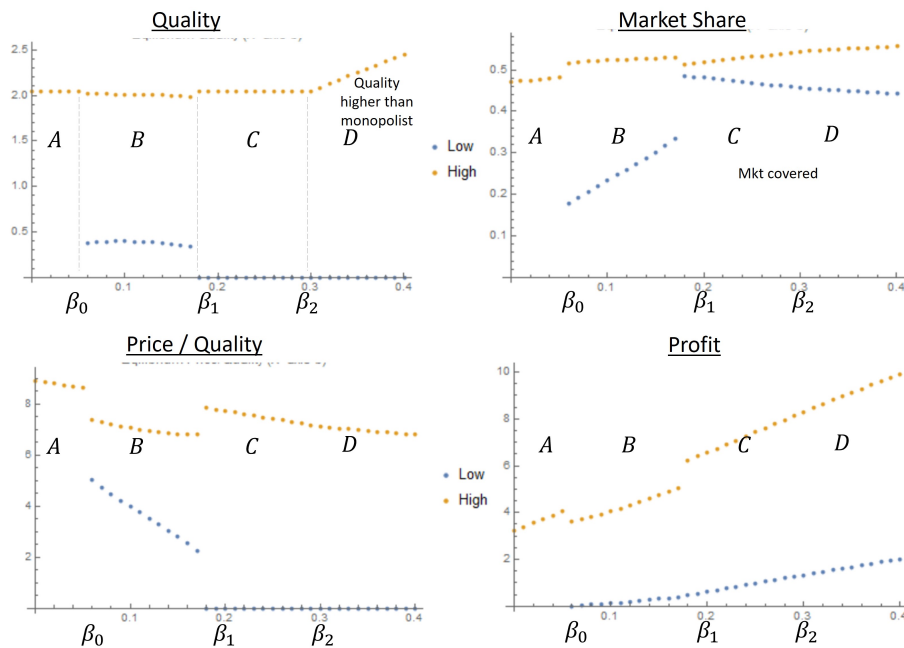 Quality
2.5
2.0
1.5
1.0
0.5
A
B
C
D
Quality
higher than
monopolist
0.1
0.3
0.4
β0
β1
β2
Low
High
Market Share
0.5
0.4
0.3
0.2
0.1
A
B
C
D
Mkt covered
0.1
0.2
0.3
0.4
β0
β1
β2
Price / Quality
8
6
4
2
A
B
C
D
0.1
0.2
0.3
0.4
β0
β1
β2
Low
High
Profit
10
8
6
4
2
A
B
C
D
0.1
0.2
0.3
0.4
β0
β1
β2